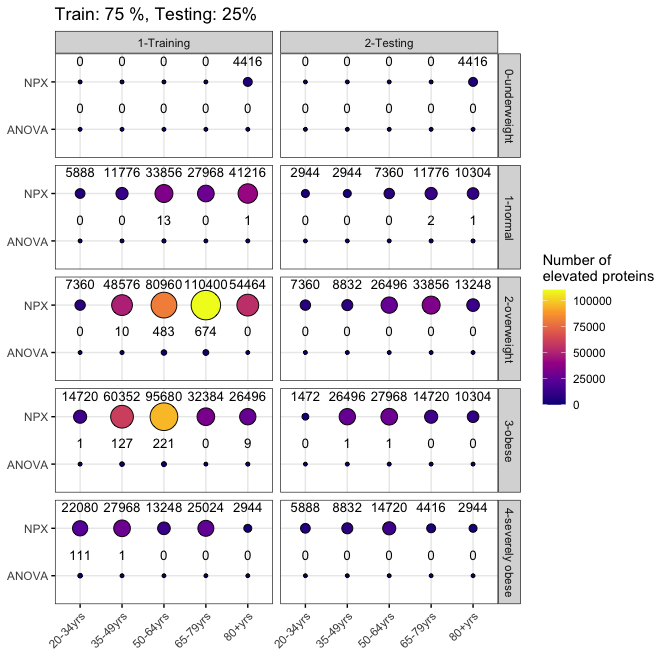 Train: 75 %, Testing: 25%
1-Training 2-Testing
0 0 0 0 4416 0 0 0 0 4416
NPX
0 0 0 0 0 0 0 0 0 0
ANOVA
0-underweight
5888 11776 33856 27968 41216 2944 2944 7360 11776 10304
NPX
0 0 13 0 1 0 0 0 2 1
ANOVA
1-normal
7360 48576 80960 110400 54464 7360 8832 26496 33856 13248
NPX
0 10 483 674 0 0 0 0 0 0
ANOVA
2-overweight
14720 60352 95680 32384 26496 1472 26496 27968 14720 10304
NPX
1 127 221 0 9 0 1 1 0 0
ANOVA
3-obese
22080 27968 13248 25024 2944 5888 8832 14720 4416 2944
NPX
111 1 0 0 0 0 0 0 0 0
ANOVA
4-severely obese
20-34yrs 35-49yrs 50-64yrs 65-79yrs 80+yrs 20-34yrs 35-49yrs 50-64yrs 65-79yrs 80+yrs
Number of
elevated proteins
100000
75000
50000
25000
0